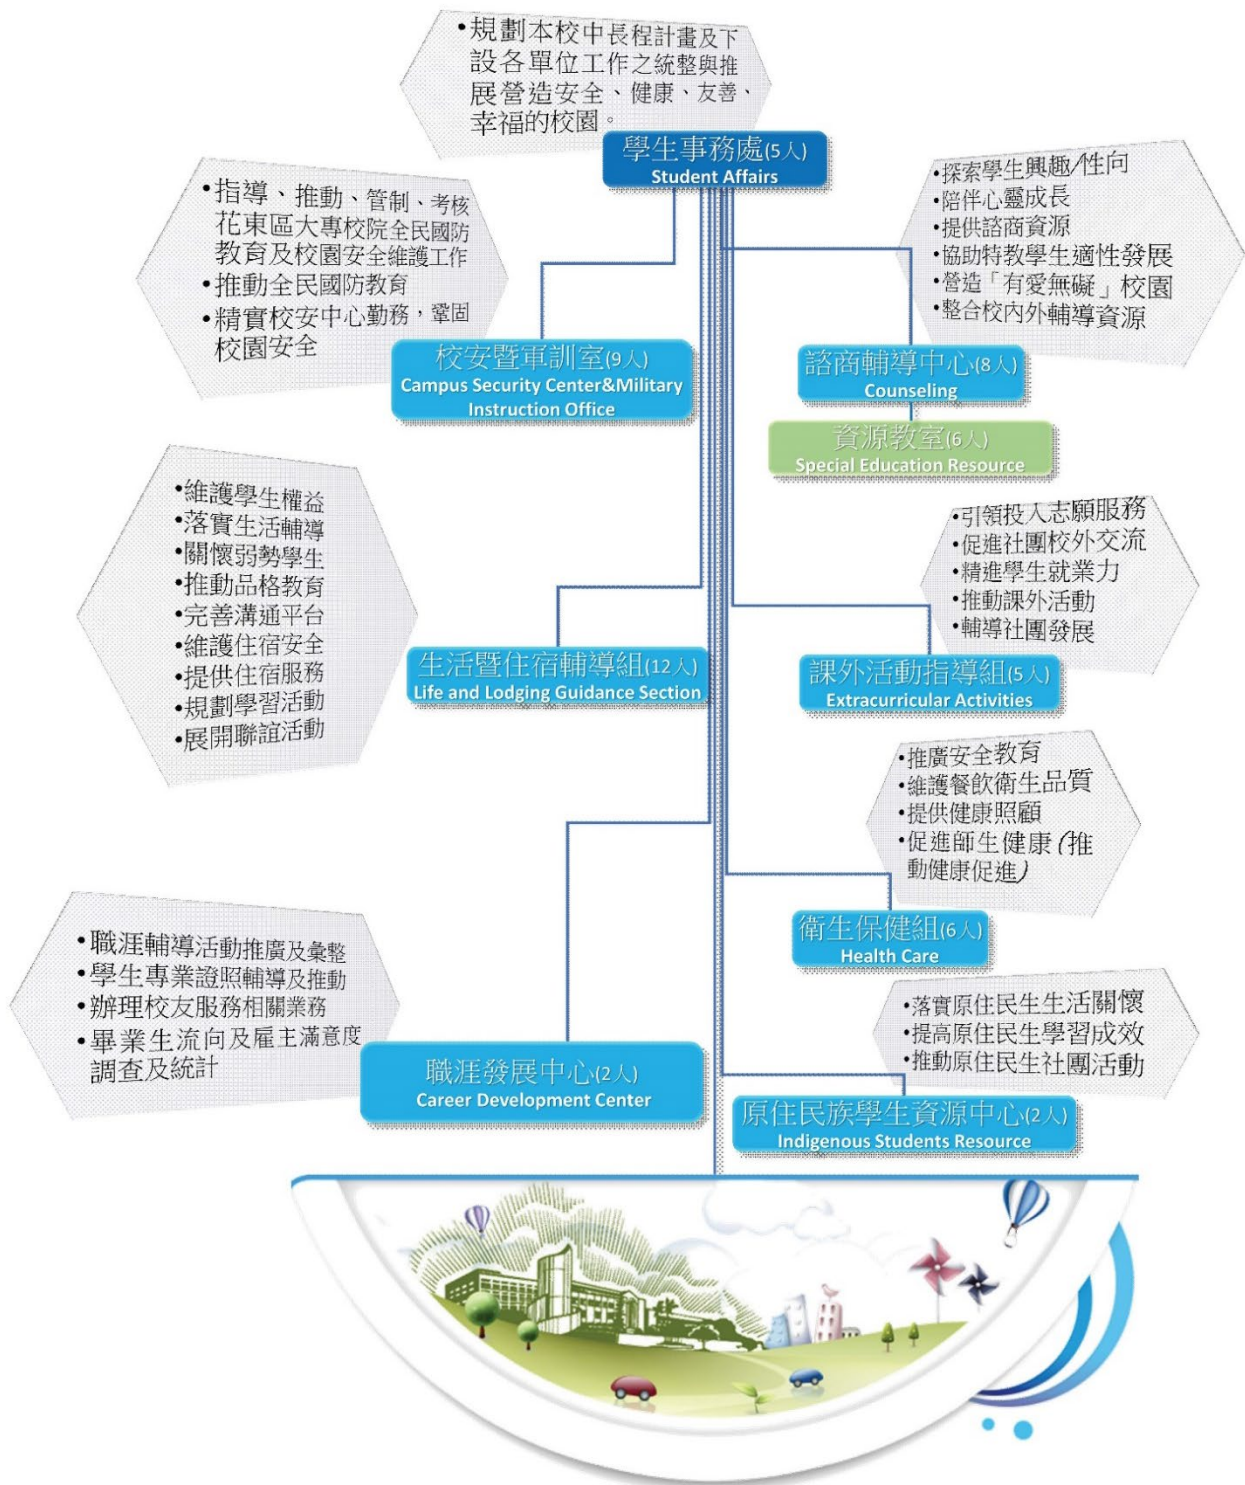 •規劃本校中長程計畫及下
設各單位工作之統整與推
展營造安全、健康、友善、
幸福的校園。
學生事務處(5人)
Student Affairs
•指導、推動、管制、考核
花東區大專校院全民國防
教育及校園安全維護工作
•推動全民國防教育
•精實校安中心勤務，鞏固
校園安全
校安暨軍訓室(9人)
Campus Security Center&Military
Instruction Office
•探索學生興趣/性向
•陪伴心靈成長
•提供諮商資源
•協助特教學生適性發展
•營造「有愛無礙」校園
•整合校內外輔導資源
諮商輔導中心(8人)
Counseling
資源教室(6人)
Special Education Resource
•維護學生權益
•落實生活輔導
•關懷弱勢學生
•推動品格教育
•完善溝通平台
•維護住宿安全
•提供住宿服務
•規劃學習活動
•展開聯誼活動
生活暨住宿輔導組(12人)
Life and Lodging Guidance Section
•引領投入志願服務
•促進社團校外交流
•精進學生就業力
•推動課外活動
•輔導社團發展
課外活動指導組(5人)
Extracurricular Activities
•推廣安全教育
•維護餐飲衛生品質
•提供健康照顧
•促進師生健康(推
動健康促進)
衛生保健組(6人)
Health Care
•職涯輔導活動推廣及彙整
•學生專業證照輔導及推動
•辦理校友服務相關業務
•畢業生流向及雇主滿意度
調查及統計
職涯發展中心(2人)
Career Development Center
•落實原住民生生活關懷
•提高原住民生學習成效
•推動原住民生社團活動
原住民族學生資源中心(2人)
Indigenous Students Resource